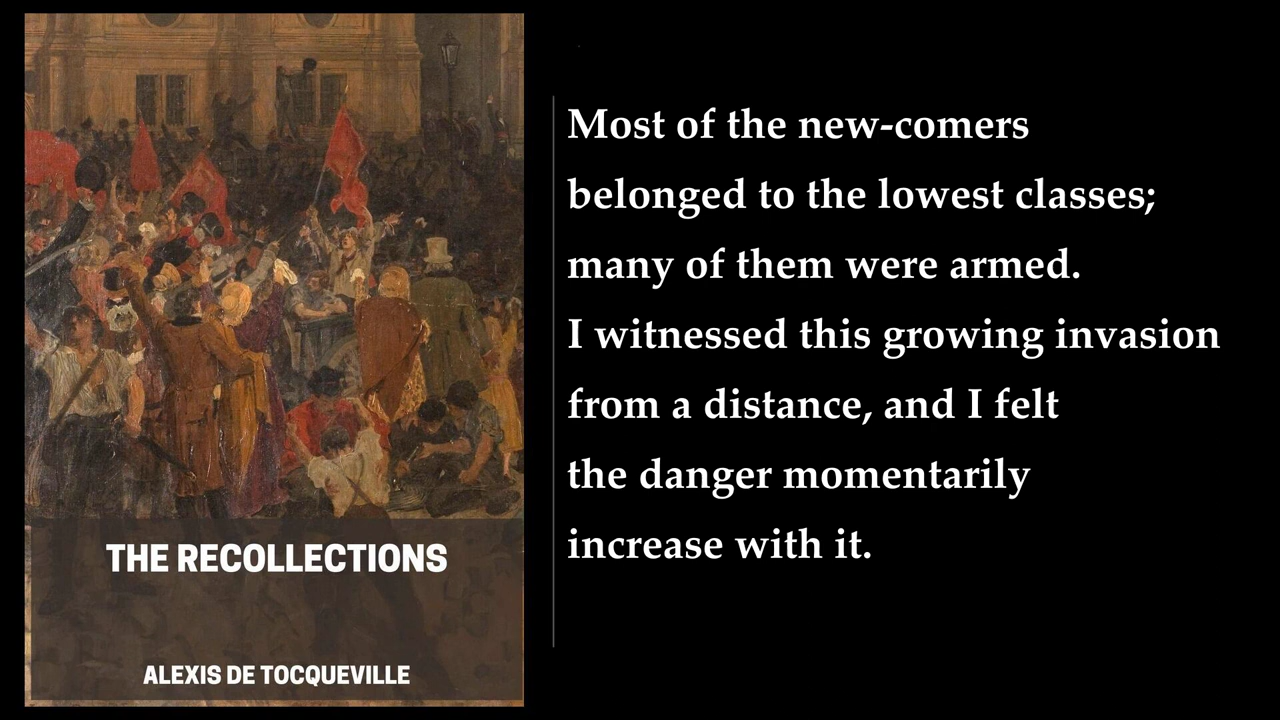 THE RECOLLECTIONS
ALEXIS DE TOCQUEVILLE
Most of the new-comers
belonged to the lowest classes;
many of them were armed.
I witnessed this growing invasion
from a distance, and I felt
the danger momentarily
increase with it.